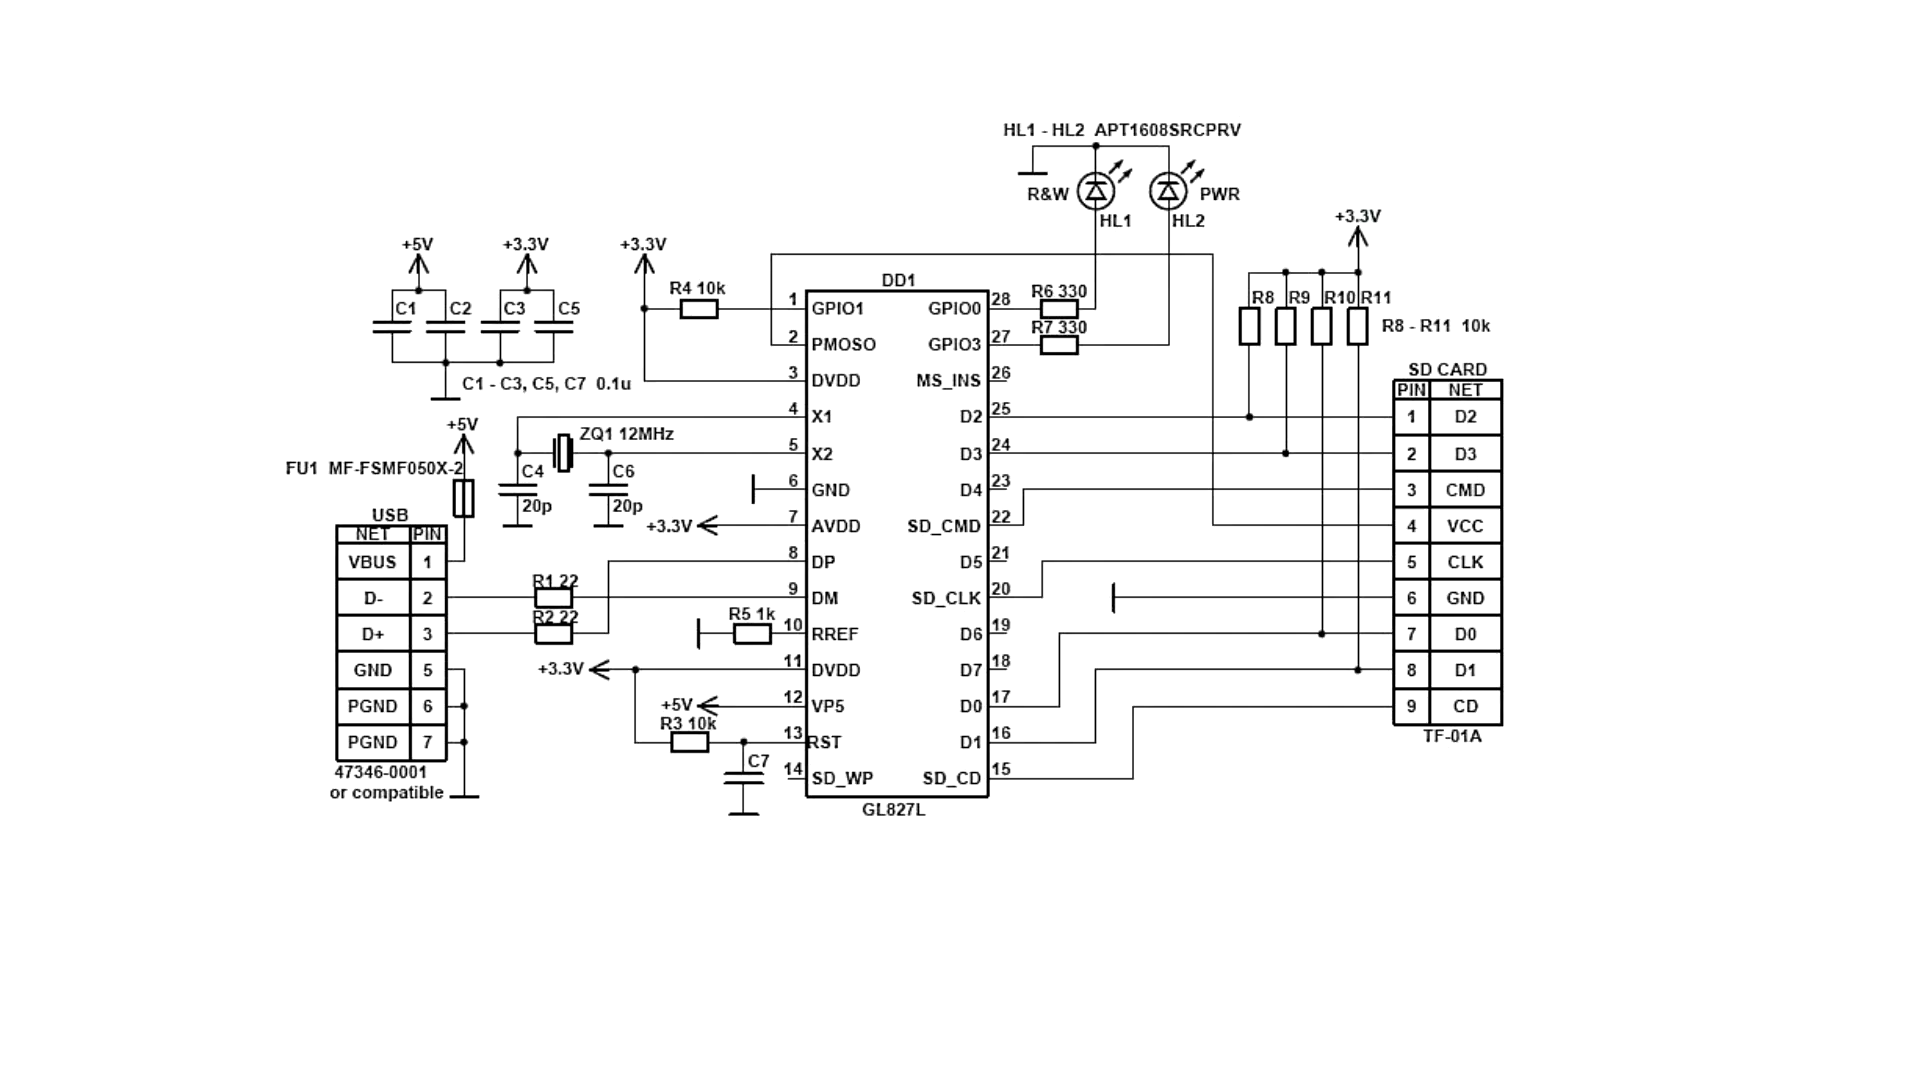 HL1 - HL2 APT1608SRCPRV
R&W
PWR
HL1
HL2
+3.3V
+5V
+3.3V
+3.3V
C1
C2
C3
C5
C1 - C3, C5, C7 0.1u
R4 10k
DD1
R6 330
R7 330
R8
R9
R10
R11
R8 - R11 10k
1 GPIO1
2 PMOSO
3 DVDD
4 X1
5 X2
6 GND
7 AVDD
8 DP
9 DM
10 RREF
11 DVDD
12 VP5
13 RST
14 SD_WP
GPIO0 28
GPIO3 27
MS_INS 26
D2 25
D3 24
D4 23
SD_CMD 22
D5 21
SD_CLK 20
D6 19
D7 18
D0 17
D1 16
SD_CD 15
GL827L
+5V
FU1 MF-FSMF050X-2
ZQ1 12MHz
C4
20p
C6
20p
+3.3V
R1 22
R2 22
R5 1k
+3.3V
+5V
R3 10k
C7
USB
NET PIN
VBUS 1
D- 2
D+ 3
GND 5
PGND 6
PGND 7
47346-0001
or compatible
SD CARD
PIN NET
1 D2
2 D3
3 CMD
4 VCC
5 CLK
6 GND
7 D0
8 D1
9 CD
TF-01A